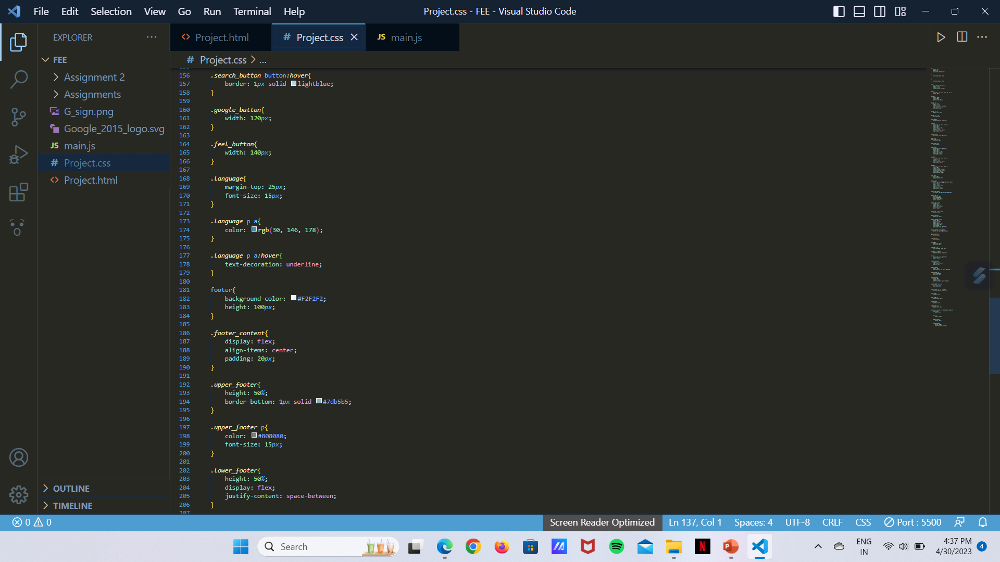 File Edit Selection View Go Run Terminal Help
Project.css - FEE - Visual Studio Code
EXPLORER
FEE
Assignment 2
Assignments
G_sign.png
Google_2015_logo.svg
JS main.js
# Project.css
<> Project.html
OUTLINE
TIMELINE
<> Project.html # Project.css JS main.js
# Project.css > ...
156 .search_button button:hover{
157 border: 1px solid lightblue;
158 }
159
160 .google_button{
161 width: 120px;
162 }
163
164 .feel_button{
165 width: 140px;
166 }
167
168 .language{
169 margin-top: 25px;
170 font-size: 15px;
171 }
172
173 .language p a{
174 color: rgb(30, 146, 178);
175 }
176
177 .language p a:hover{
178 text-decoration: underline;
179 }
180
181 footer{
182 background-color: #F2F2F2;
183 height: 100px;
184 }
185
186 .footer_content{
187 display: flex;
188 align-items: center;
189 padding: 20px;
190 }
191
192 .upper_footer{
193 height: 50%;
194 border-bottom: 1px solid #7db5b5;
195 }
196
197 .upper_footer p{
198 color: #808080;
199 font-size: 15px;
200 }
201
202 .lower_footer{
203 height: 50%;
204 display: flex;
205 justify-content: space-between;
206 }
207
0 0 Screen Reader Optimized Ln 137, Col 1 Spaces: 4 UTF-8 CRLF CSS Port : 5500
Search
ENG
IN
4:37 PM
4/30/2023
4